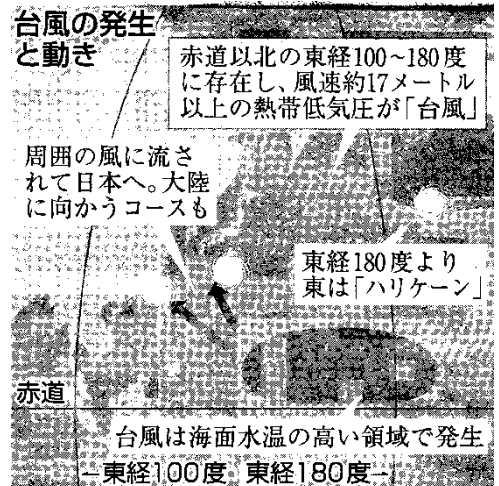 台風の発生
と動き
赤道以北の東経100~180度
に存在し、風速約17メートル
以上の熱帯低気圧が「台風」
周囲の風に流さ
れて日本へ。大陸
に向かうコースも
東経180度より
東は「ハリケーン」
赤道
台風は海面水温の高い領域で発生
東経100度 東経180度